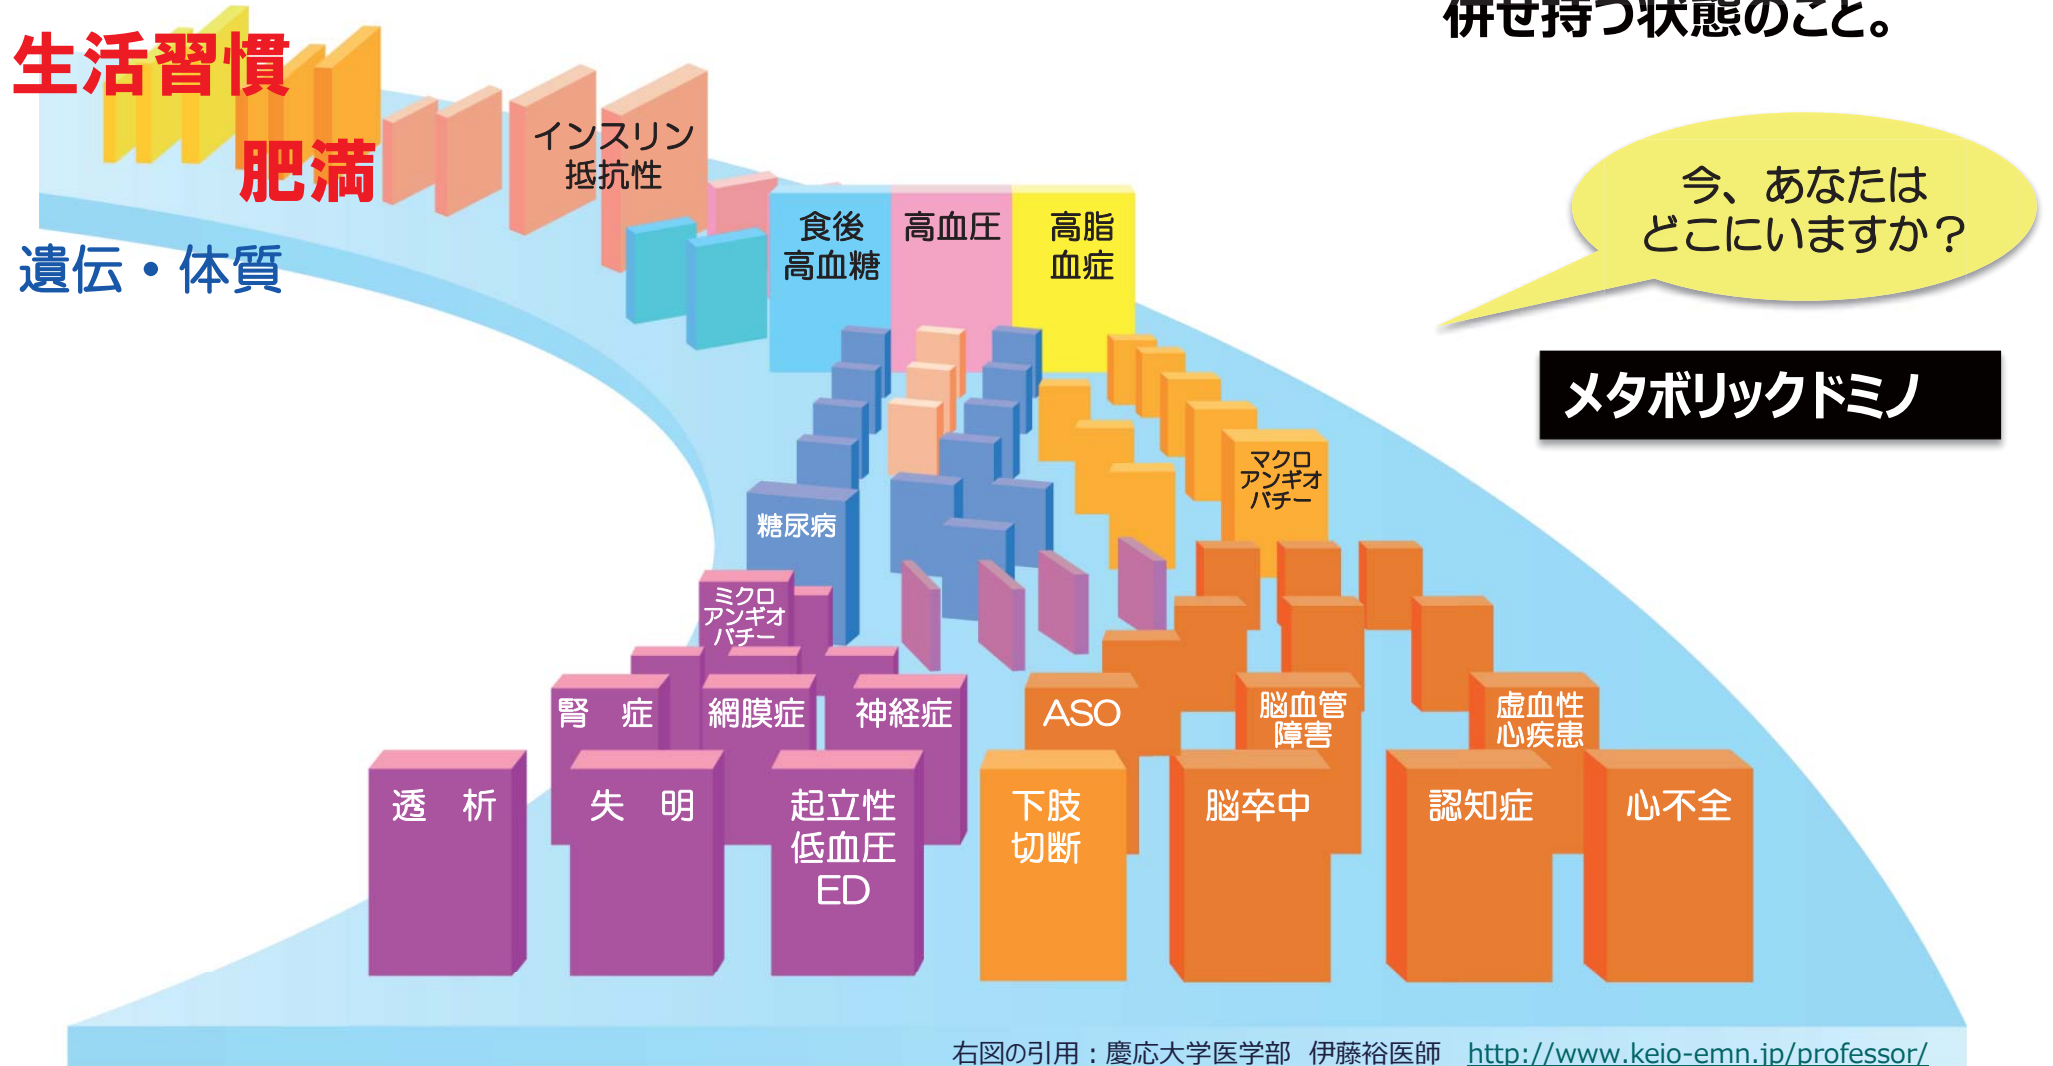 併せ持つ状態のこと。
生活習慣
肥満
遺伝・体質
インスリン
抵抗性
食後
高血糖
高血圧
高脂
血症
今、あなたは
どこにいますか？
メタボリックドミノ
マクロ
アンギオ
パチー
糖尿病
ミクロ
アンギオ
パチー
腎　症
網膜症
神経症
ASO
脳血管
障害
虚血性
心疾患
透　析
失　明
起立性
低血圧
ED
下肢
切断
脳卒中
認知症
心不全
右図の引用：慶応大学医学部　伊藤裕医師　http://www.keio-emn.jp/professor/